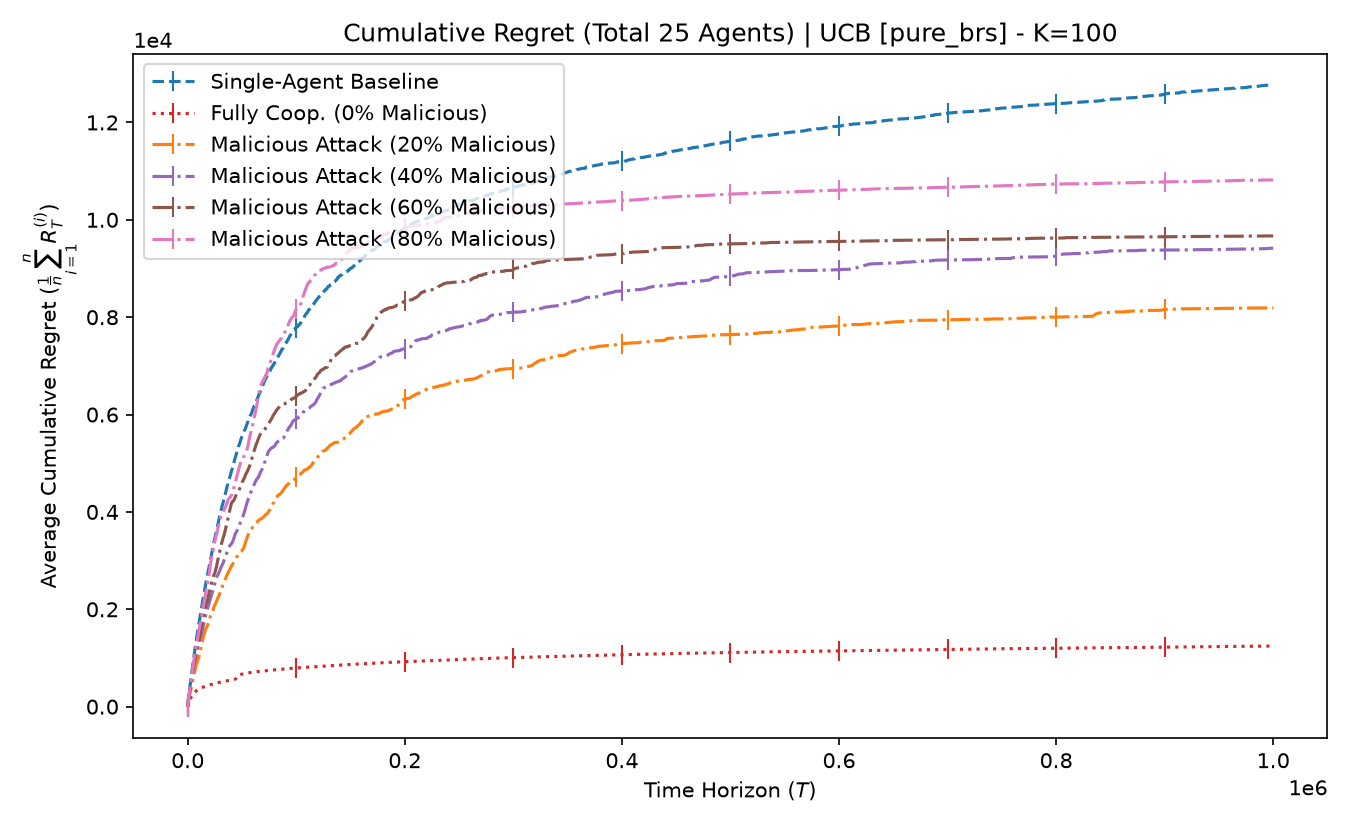 Cumulative Regret (Total 25 Agents) | UCB [pure_brs] - K=100
1e4
Single-Agent Baseline
Fully Coop. (0% Malicious)
Malicious Attack (20% Malicious)
Malicious Attack (40% Malicious)
Malicious Attack (60% Malicious)
Malicious Attack (80% Malicious)
1.2
1.0
0.8
0.6
0.4
0.2
0.0
Average Cumulative Regret ($\frac{1}{n}\sum_{i=1}^{n} R_T^{(i)}$)
0.0 0.2 0.4 0.6 0.8 1.0
1e6
Time Horizon (T)